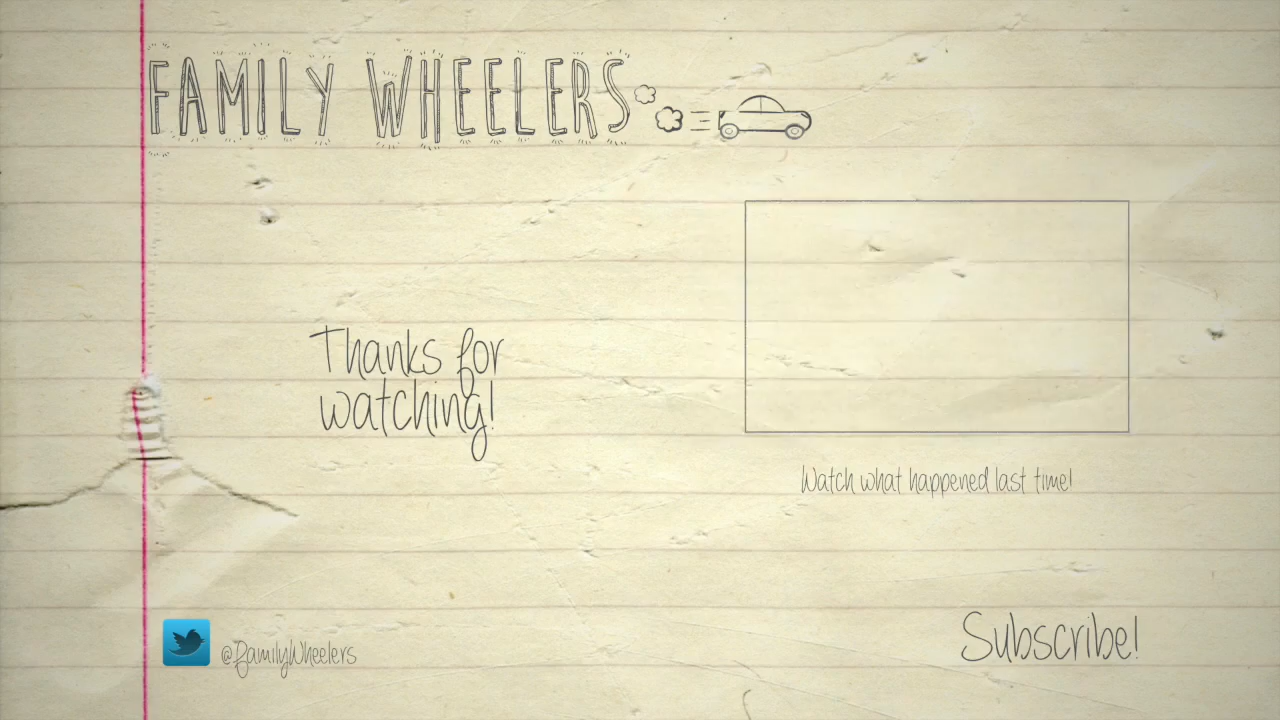 FAMILY WHEELERS
Thanks for
watching!
Watch what happened last time!
@FamilyWheelers
Subscribe!